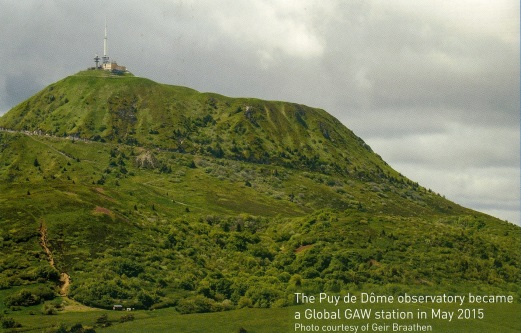 The Puy de Dôme observatory became
a Global GAW station in May 2015
Photo courtesy of Geir Braathen